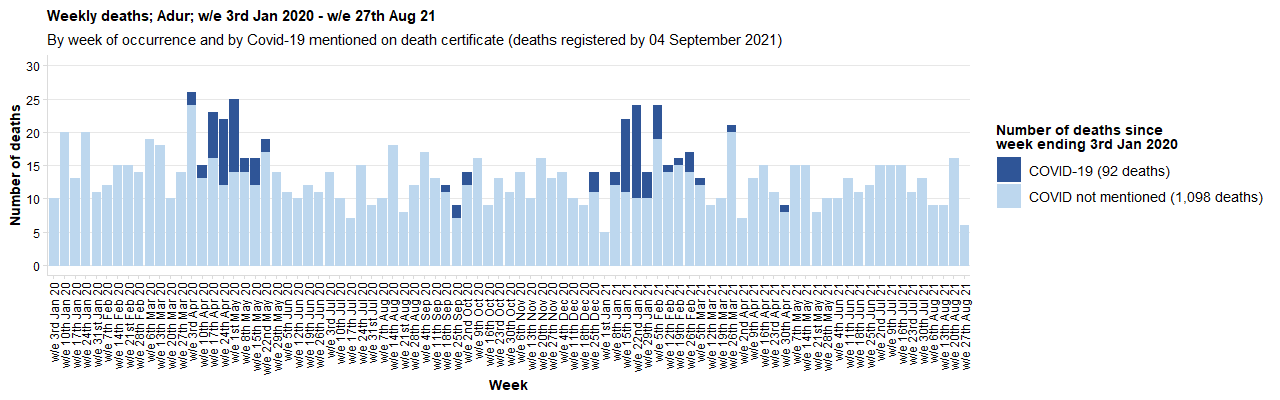 Weekly deaths; Adur; w/e 3rd Jan 2020 - w/e 27th Aug 21
By week of occurrence and by Covid-19 mentioned on death certificate (deaths registered by 04 September 2021)
Number of deaths
30
25
20
15
10
5
0
w/e 3rd Jan 20
w/e 10th Jan 20
w/e 17th Jan 20
w/e 24th Jan 20
w/e 31st Jan 20
w/e 7th Feb 20
w/e 14th Feb 20
w/e 21st Feb 20
w/e 28th Feb 20
w/e 6th Mar 20
w/e 13th Mar 20
w/e 20th Mar 20
w/e 27th Mar 20
w/e 3rd Apr 20
w/e 10th Apr 20
w/e 17th Apr 20
w/e 24th Apr 20
w/e 1st May 20
w/e 8th May 20
w/e 15th May 20
w/e 22nd May 20
w/e 29th May 20
w/e 5th Jun 20
w/e 12th Jun 20
w/e 19th Jun 20
w/e 26th Jun 20
w/e 3rd Jul 20
w/e 10th Jul 20
w/e 17th Jul 20
w/e 24th Jul 20
w/e 31st Jul 20
w/e 7th Aug 20
w/e 14th Aug 20
w/e 21st Aug 20
w/e 28th Aug 20
w/e 4th Sep 20
w/e 11th Sep 20
w/e 18th Sep 20
w/e 25th Sep 20
w/e 2nd Oct 20
w/e 9th Oct 20
w/e 16th Oct 20
w/e 23rd Oct 20
w/e 30th Oct 20
w/e 6th Nov 20
w/e 13th Nov 20
w/e 20th Nov 20
w/e 27th Nov 20
w/e 4th Dec 20
w/e 11th Dec 20
w/e 18th Dec 20
w/e 25th Dec 20
w/e 1st Jan 21
w/e 8th Jan 21
w/e 15th Jan 21
w/e 22nd Jan 21
w/e 29th Jan 21
w/e 5th Feb 21
w/e 12th Feb 21
w/e 19th Feb 21
w/e 26th Feb 21
w/e 5th Mar 21
w/e 12th Mar 21
w/e 19th Mar 21
w/e 26th Mar 21
w/e 2nd Apr 21
w/e 9th Apr 21
w/e 16th Apr 21
w/e 23rd Apr 21
w/e 30th Apr 21
w/e 7th May 21
w/e 14th May 21
w/e 21st May 21
w/e 28th May 21
w/e 4th Jun 21
w/e 11th Jun 21
w/e 18th Jun 21
w/e 25th Jun 21
w/e 2nd Jul 21
w/e 9th Jul 21
w/e 16th Jul 21
w/e 23rd Jul 21
w/e 30th Jul 21
w/e 6th Aug 21
w/e 13th Aug 21
w/e 20th Aug 21
w/e 27th Aug 21
Week
Number of deaths since
week ending 3rd Jan 2020
COVID-19 (92 deaths)
COVID not mentioned (1,098 deaths)